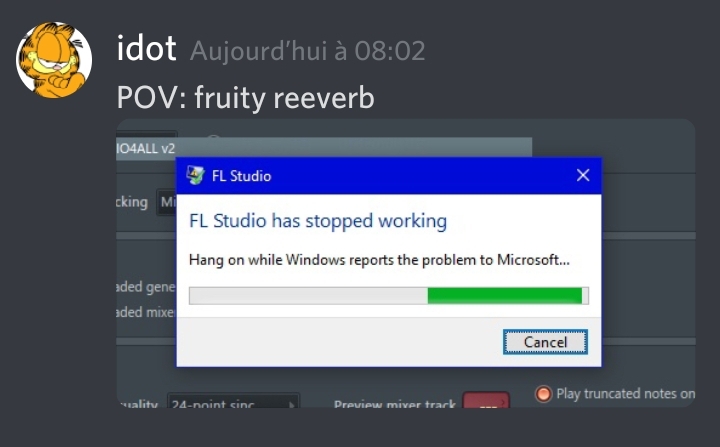 idot Aujourd'hui à 08:02
POV: fruity reeverb
IO4ALL v2
FL Studio
cking
FL Studio has stopped working
Hang on while Windows reports the problem to Microsoft...
aded gene
aded mixe
Cancel
Play truncated notes on
uality 24-point sinc Preview mixer track